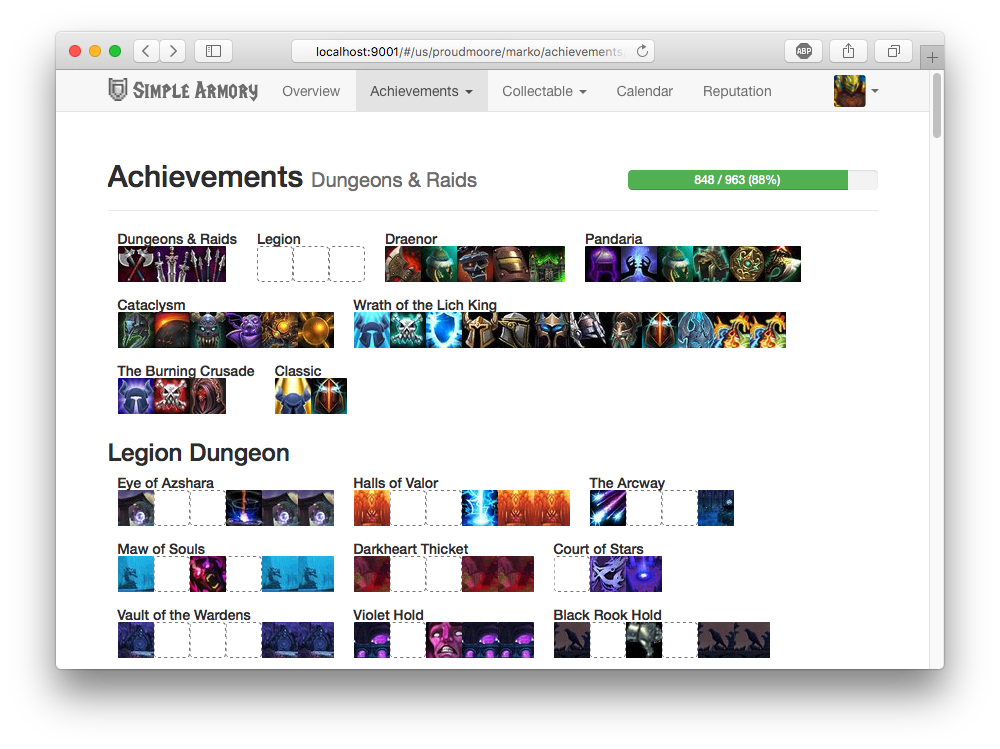 localhost:9001/#/us/proudmoore/marko/achievements
ABP
SIMPLE ARMORY Overview Achievements Collectable Calendar Reputation
Achievements Dungeons & Raids
848 / 963 (88%)
Dungeons & Raids Legion Draenor Pandaria
Cataclysm Wrath of the Lich King
The Burning Crusade Classic
Legion Dungeon
Eye of Azshara Halls of Valor The Arcway
Maw of Souls Darkheart Thicket Court of Stars
Vault of the Wardens Violet Hold Black Rook Hold